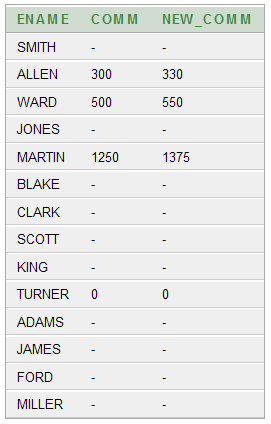 ENAME COMM NEW_COMM
SMITH - -
ALLEN 300 330
WARD 500 550
JONES - -
MARTIN 1250 1375
BLAKE - -
CLARK - -
SCOTT - -
KING - -
TURNER 0 0
ADAMS - -
JAMES - -
FORD - -
MILLER - -